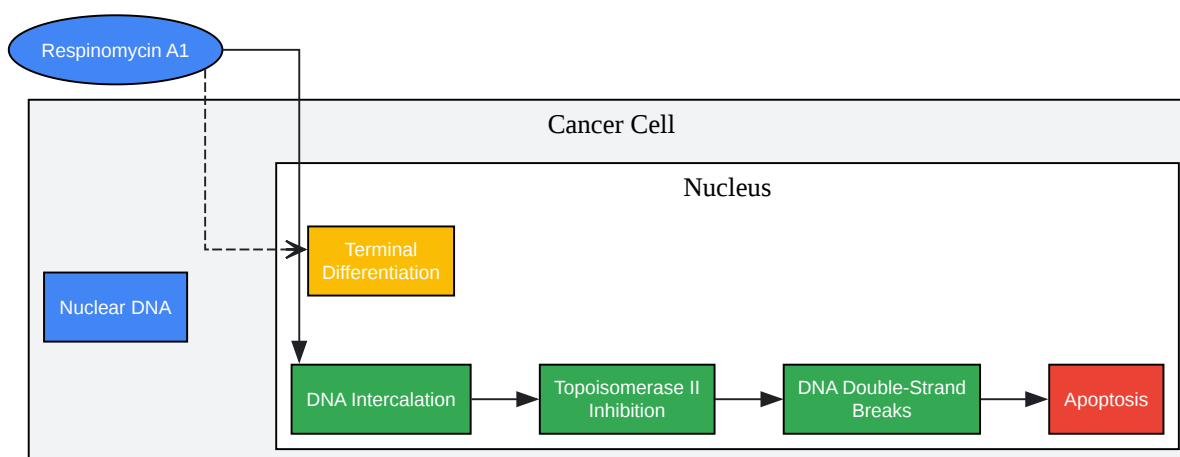 Respinomycin A1
Cancer Cell
Nucleus
Terminal
Differentiation
Nuclear DNA
DNA Intercalation
Topoisomerase II
Inhibition
DNA Double-Strand
Breaks
Apoptosis